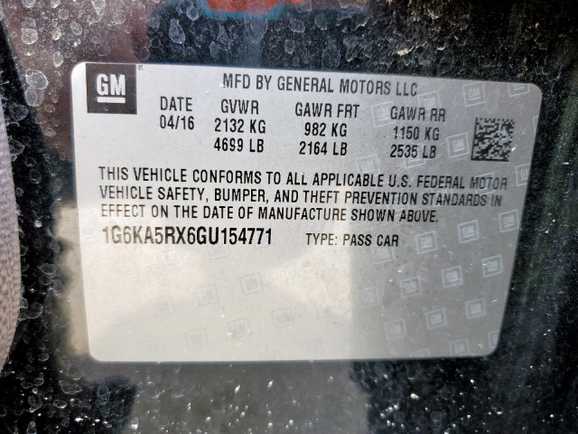 GM
MFD BY GENERAL MOTORS LLC
DATE GVWR GAWR FRT GAWR RR
04/16 2132 KG 982 KG 1150 KG
4699 LB 2164 LB 2535 LB
THIS VEHICLE CONFORMS TO ALL APPLICABLE U.S. FEDERAL MOTOR
VEHICLE SAFETY, BUMPER, AND THEFT PREVENTION STANDARDS IN
EFFECT ON THE DATE OF MANUFACTURE SHOWN ABOVE.
1G6KA5RX6GU154771 TYPE: PASS CAR